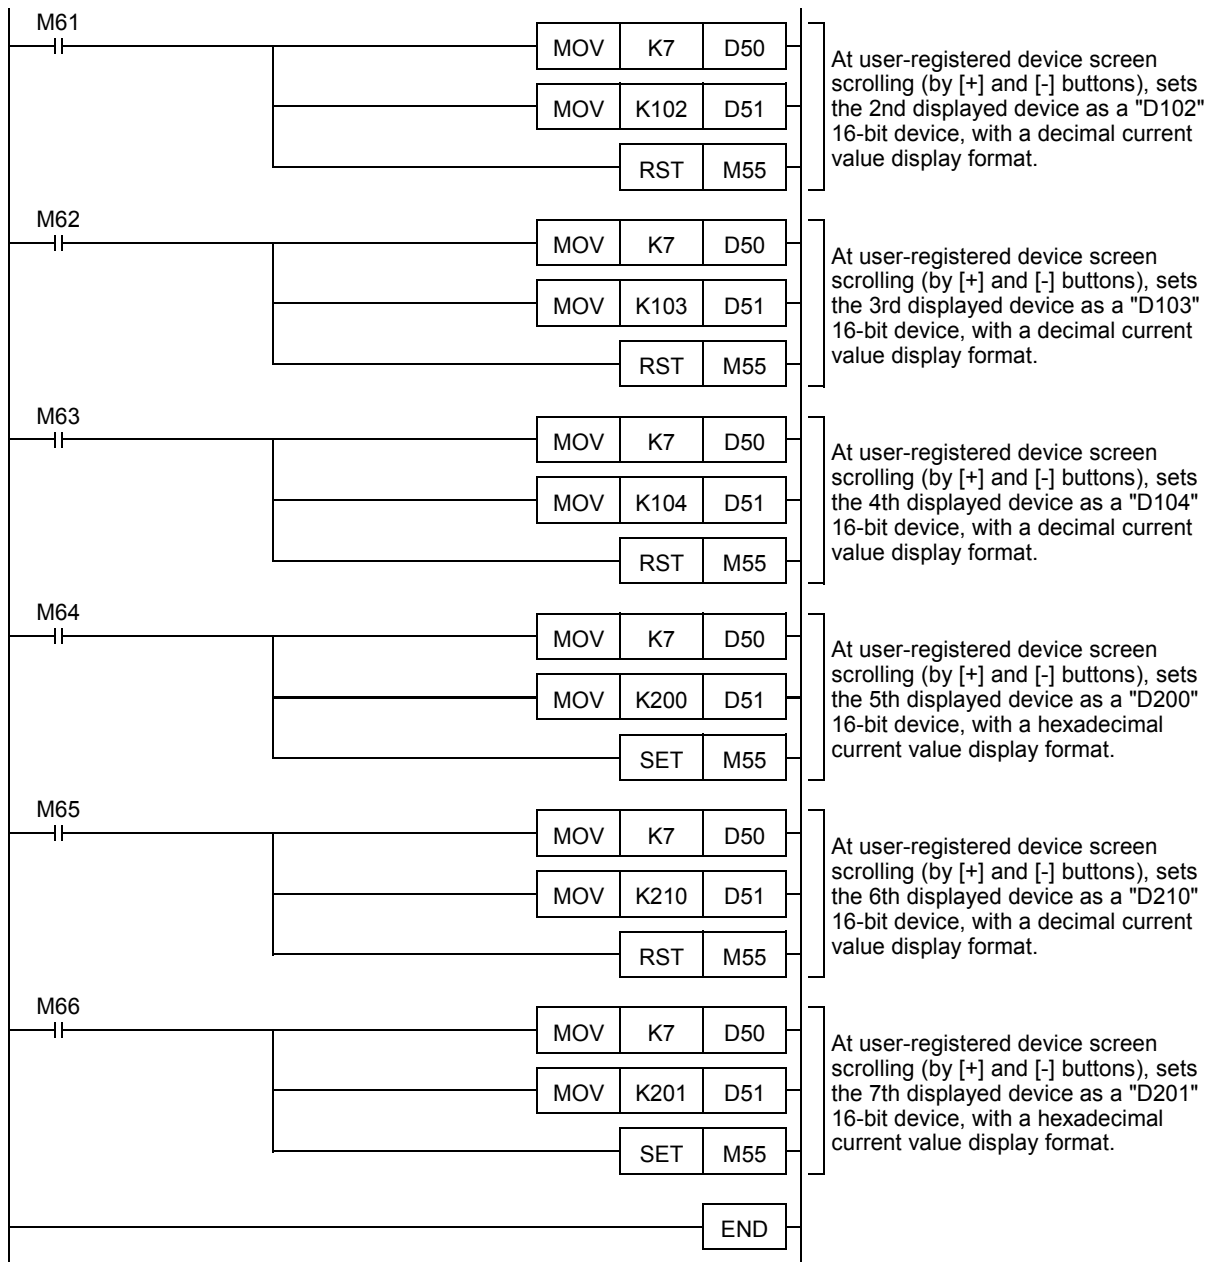 M61
MOV K7 D50
MOV K102 D51
RST M55
At user-registered device screen
scrolling (by [+] and [-] buttons), sets
the 2nd displayed device as a "D102"
16-bit device, with a decimal current
value display format.
M62
MOV K7 D50
MOV K103 D51
RST M55
At user-registered device screen
scrolling (by [+] and [-] buttons), sets
the 3rd displayed device as a "D103"
16-bit device, with a decimal current
value display format.
M63
MOV K7 D50
MOV K104 D51
RST M55
At user-registered device screen
scrolling (by [+] and [-] buttons), sets
the 4th displayed device as a "D104"
16-bit device, with a decimal current
value display format.
M64
MOV K7 D50
MOV K200 D51
SET M55
At user-registered device screen
scrolling (by [+] and [-] buttons), sets
the 5th displayed device as a "D200"
16-bit device, with a hexadecimal
current value display format.
M65
MOV K7 D50
MOV K210 D51
RST M55
At user-registered device screen
scrolling (by [+] and [-] buttons), sets
the 6th displayed device as a "D210"
16-bit device, with a decimal current
value display format.
M66
MOV K7 D50
MOV K201 D51
SET M55
At user-registered device screen
scrolling (by [+] and [-] buttons), sets
the 7th displayed device as a "D201"
16-bit device, with a hexadecimal
current value display format.
END